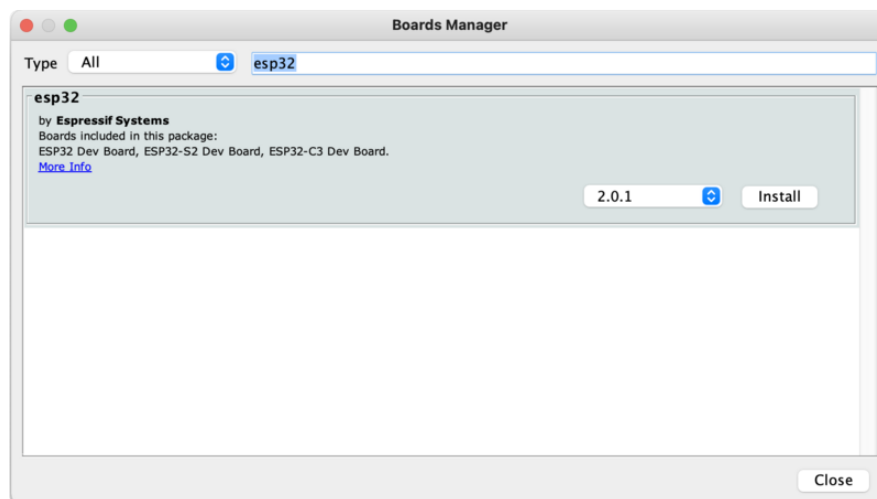 Boards Manager
Type All esp32
esp32
by Espressif Systems
Boards included in this package:
ESP32 Dev Board, ESP32-S2 Dev Board, ESP32-C3 Dev Board.
More Info
2.0.1 Install
Close